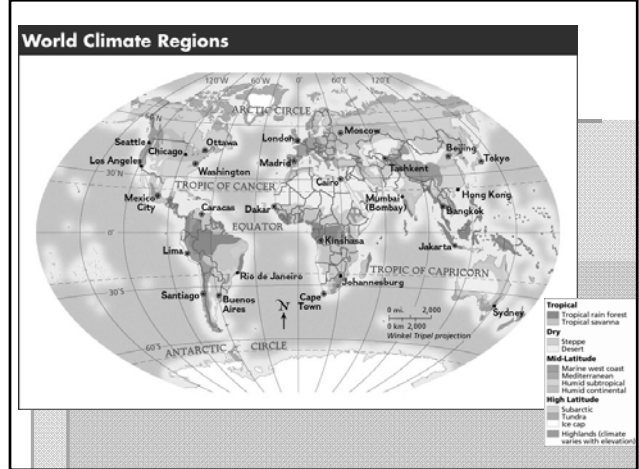 World Climate Regions
120°W 60°W 0° 60°E 120°E
ARCTIC CIRCLE
60°N
Seattle
Chicago
Ottawa
London
Moscow
Los Angeles
Washington
Madrid
Beijing
Tokyo
Tashkent
30°N
Cairo
TROPIC OF CANCER
Mexico
City
Caracas
Dakar
Mumbai
(Bombay)
Hong Kong
Bangkok
0°
EQUATOR
Kinshasa
Lima
Jakarta
Rio de Janeiro
TROPIC OF CAPRICORN
Johannesburg
30°S
Santiago
Buenos
Aires
N
Cape
Town
0 mi. 2,000
0 km 2,000
Winkel Tripel projection
Sydney
60°S
ANTARCTIC CIRCLE
Tropical
Tropical rain forest
Tropical savanna
Dry
Steppe
Desert
Mid-Latitude
Marine west coast
Mediterranean
Humid subtropical
Humid continental
High Latitude
Subarctic
Tundra
Ice cap
Highlands (climate
varies with elevation)